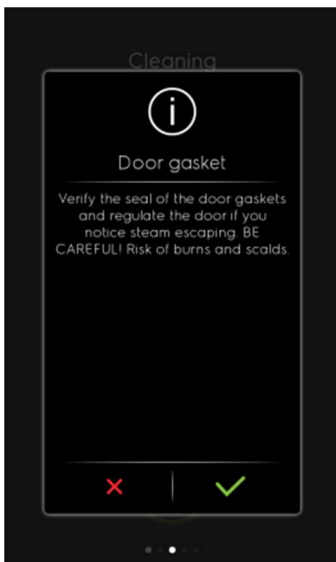 Cleaning
i
Door gasket
Verify the seal of the door gaskets
and regulate the door if you
notice steam escaping. BE
CAREFUL! Risk of burns and scalds.